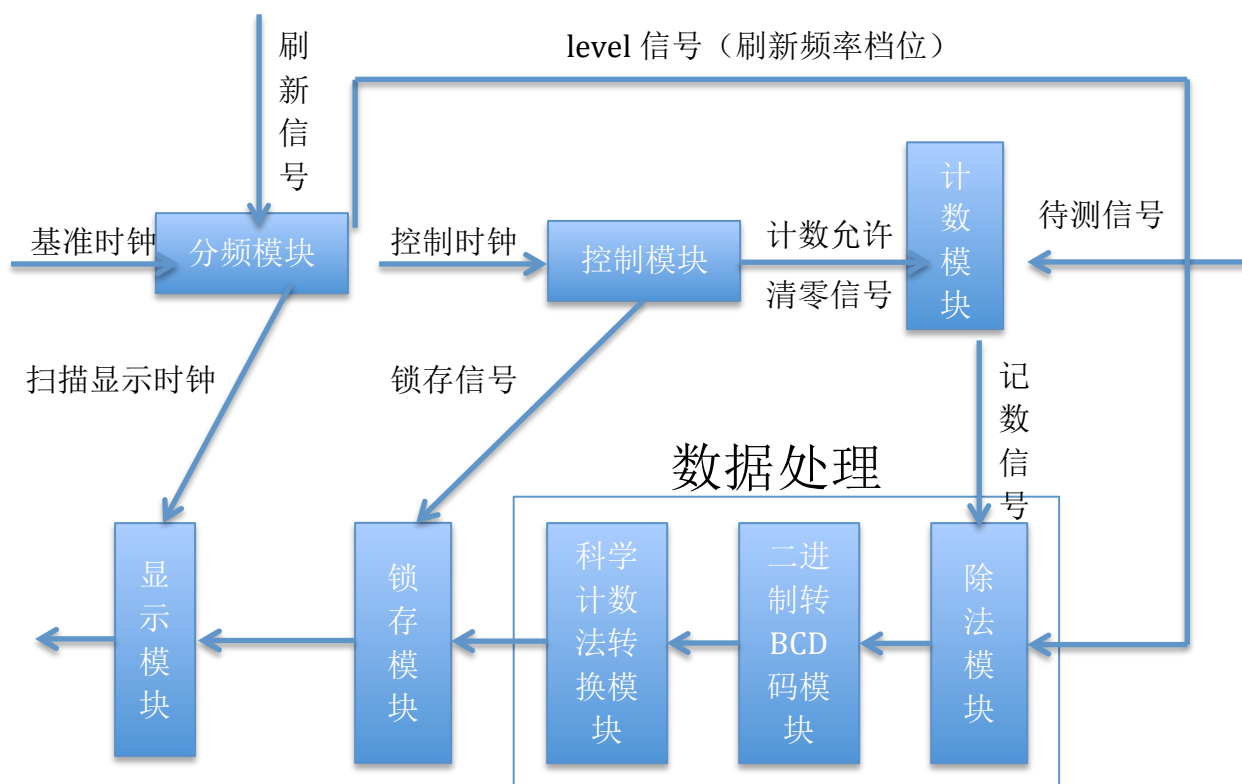 刷新信号
level 信号（刷新频率档位）
基准时钟
分频模块
控制时钟
控制模块
计数允许
清零信号
计数模块
待测信号
扫描显示时钟
锁存信号
记数信号
数据处理
显示模块
锁存模块
科学
计数
法转
换模
块
二进
制转
BCD
码模
块
除法模块